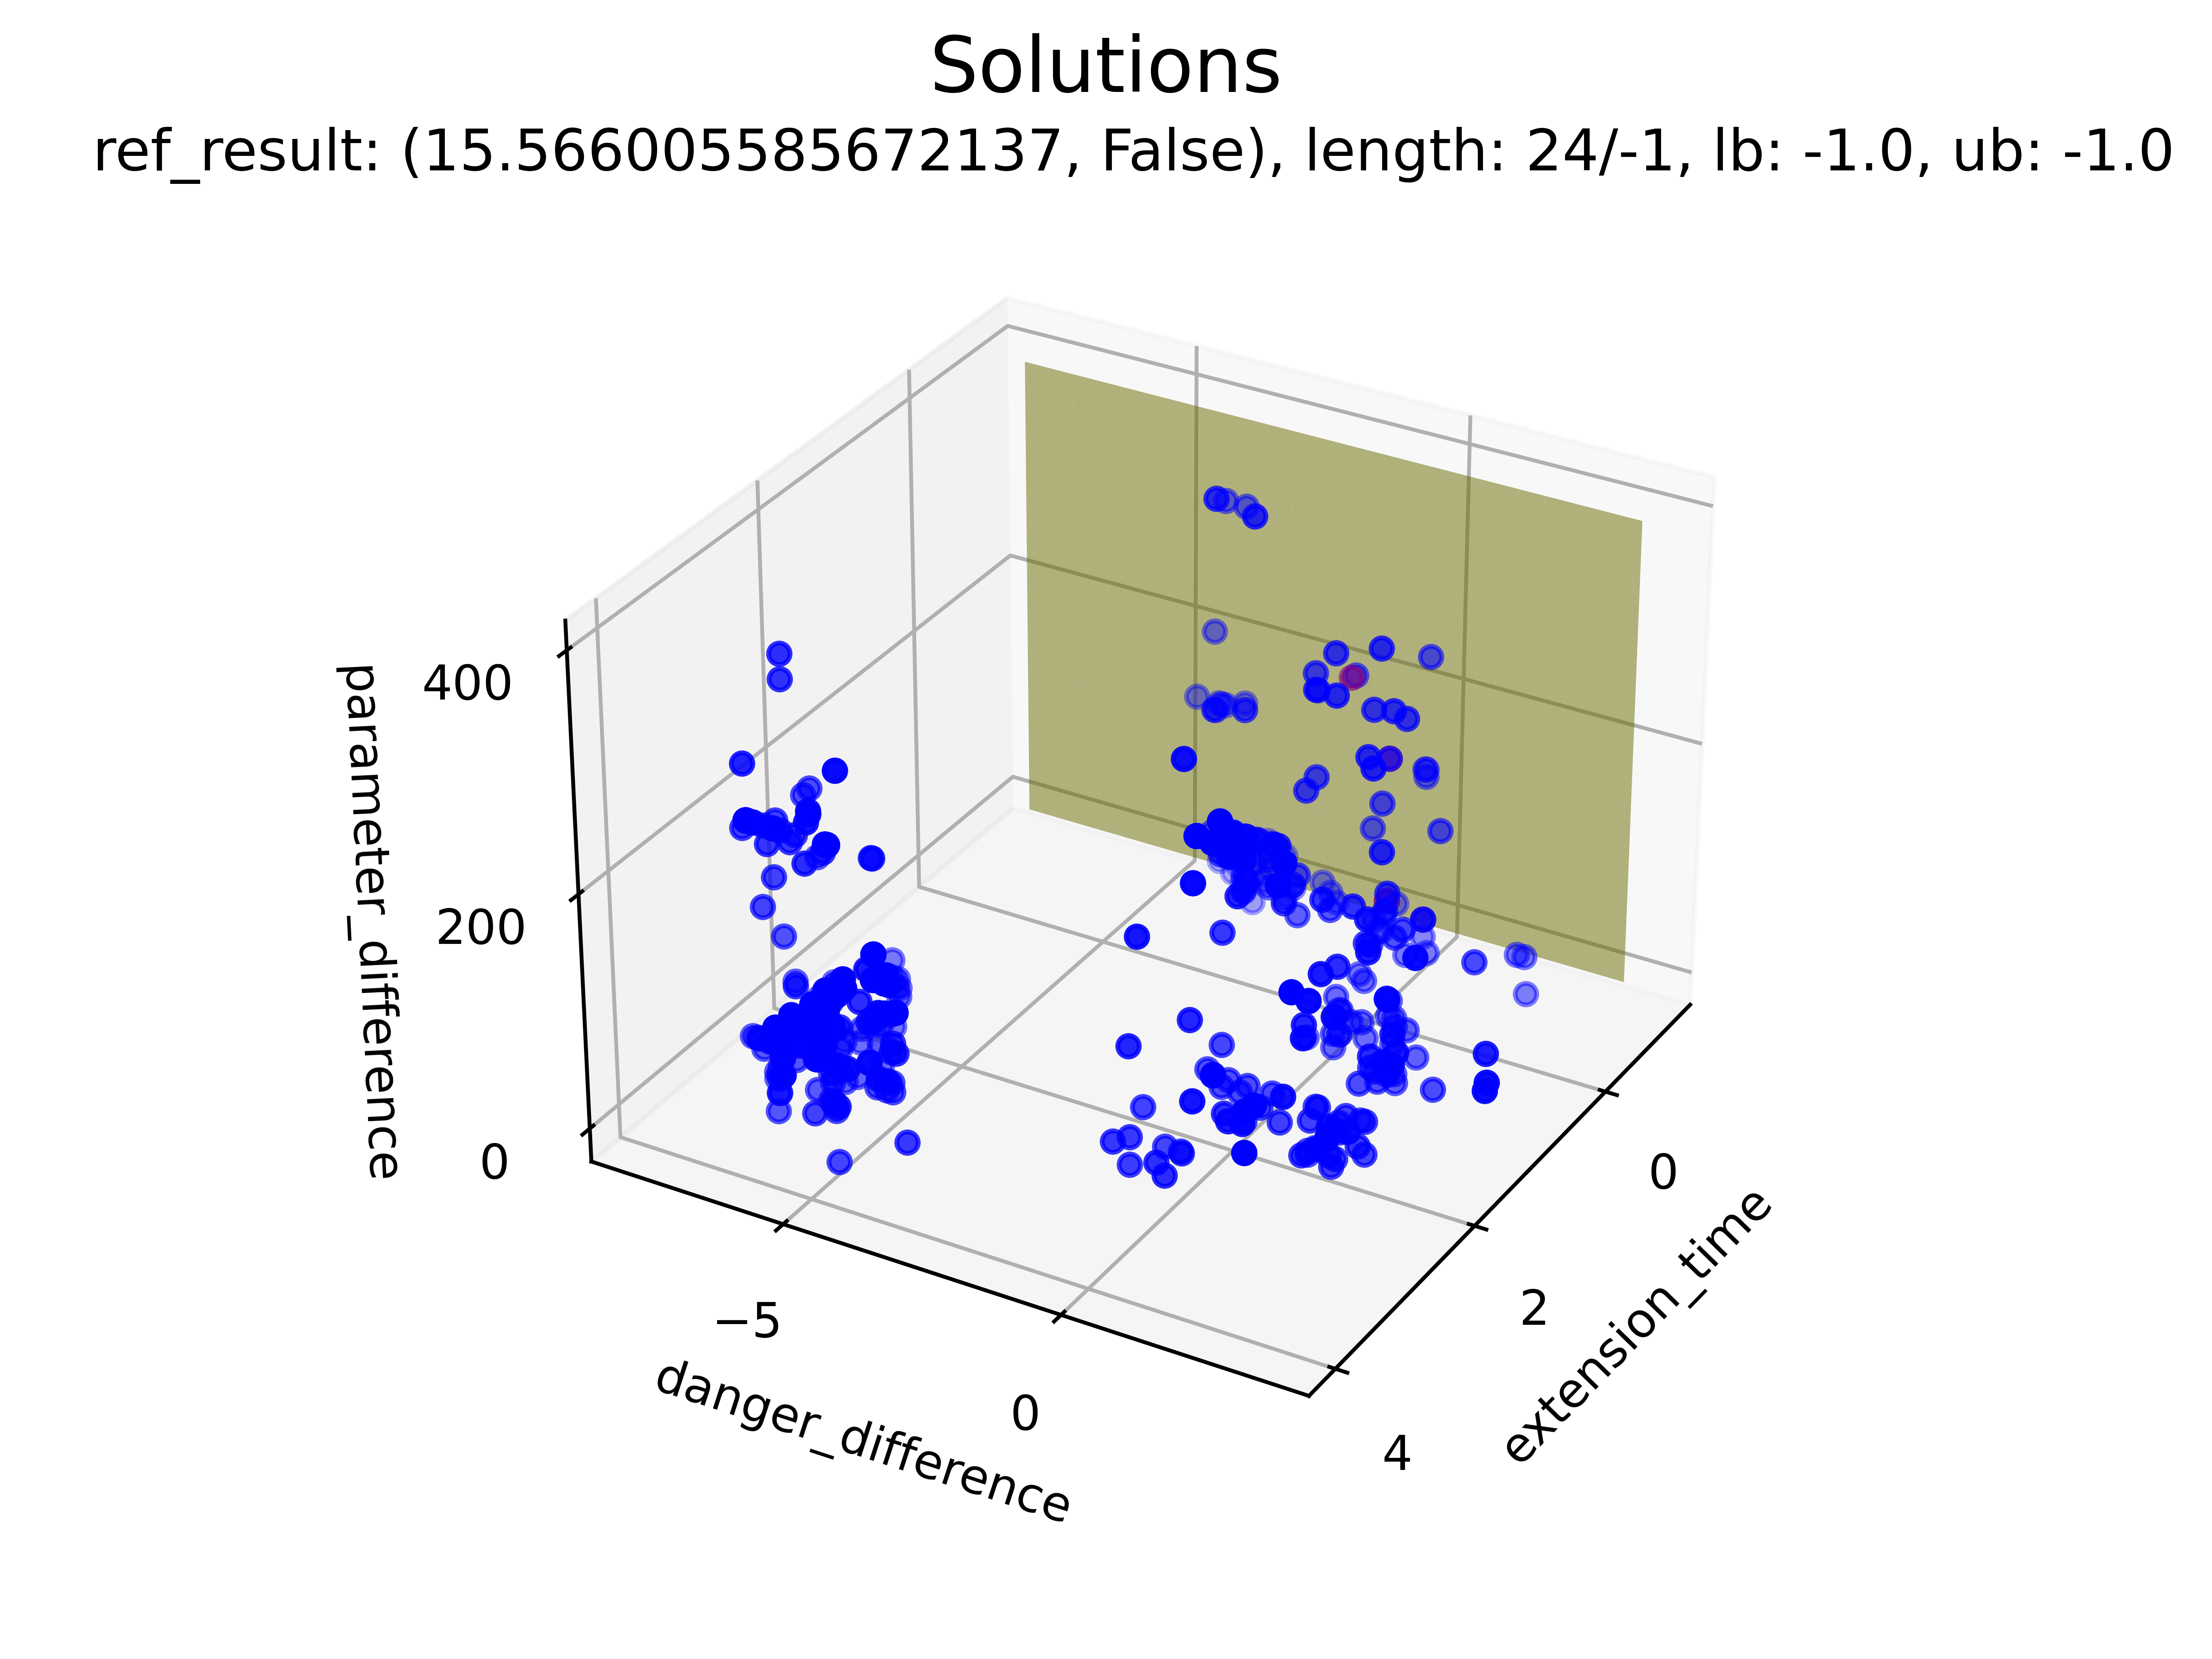 Solutions
ref_result: (15.566005585672137, False), length: 24/-1, lb: -1.0, ub: -1.0
parameter_difference
400
200
0
−5
0
danger_difference
0
2
4
extension_time